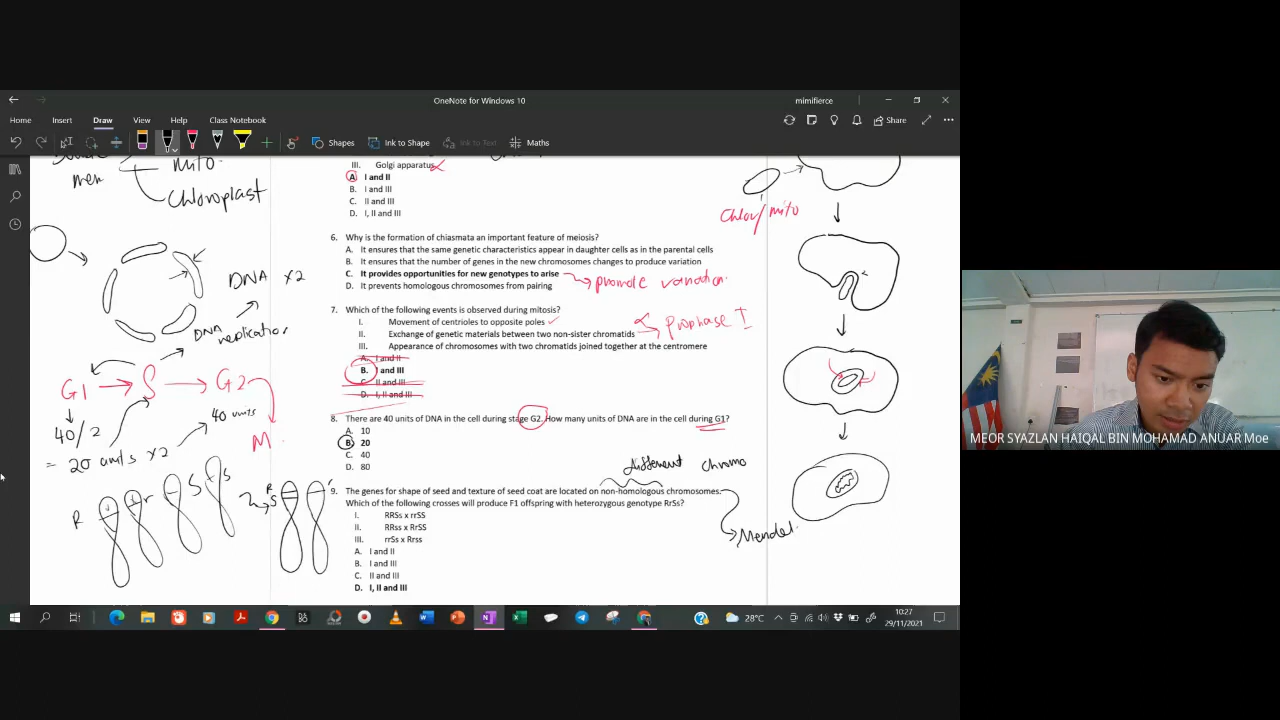 OneNote for Windows 10
mimifierce
Home Insert Draw View Help Class Notebook
Share
Shapes Ink to Shape Ink to Text Maths
mito
mem
Chloroplast
III. Golgi apparatus
A I and II
B. I and III
C. II and III
D. I, II and III
Chlor/mito
6. Why is the formation of chiasmata an important feature of meiosis?
A. It ensures that the same genetic characteristics appear in daughter cells as in the parental cells
B. It ensures that the number of genes in the new chromosomes changes to produce variation
C. It provides opportunities for new genotypes to arise
promote variation.
D. It prevents homologous chromosomes from pairing
DNA x2
DNA replication
7. Which of the following events is observed during mitosis?
I. Movement of centrioles to opposite poles
II. Exchange of genetic materials between two non-sister chromatids
Prophase I
III. Appearance of chromosomes with two chromatids joined together at the centromere
A. I and II
B. I and III
C. II and III
D. I, II and III
G1 S G2
40/2
40 units
M
= 20 units x2
8. There are 40 units of DNA in the cell during stage G2. How many units of DNA are in the cell during G1?
A. 10
B. 20
C. 40
D. 80
different chromo
9. The genes for shape of seed and texture of seed coat are located on non-homologous chromosomes.
Which of the following crosses will produce F1 offspring with heterozygous genotype RrSs?
Mendel
I. RRSs x rrSS
II. RRss x RrSS
III. rrSs x Rrss
A. I and II
B. I and III
C. II and III
D. I, II and III
R r S s
R
S
MEOR SYAZLAN HAIQAL BIN MOHAMAD ANUAR Moe
28°C
10:27
29/11/2021